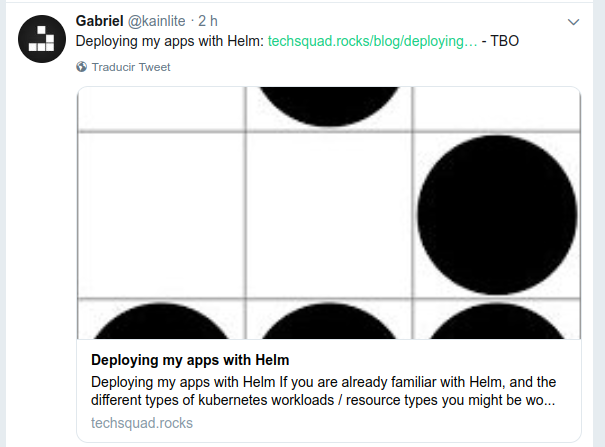 Gabriel @kainlite · 2 h
Deploying my apps with Helm: techsquad.rocks/blog/deploying… - TBO
Traducir Tweet
Deploying my apps with Helm
Deploying my apps with Helm If you are already familiar with Helm, and the
different types of kubernetes workloads / resource types you might be wo...
techsquad.rocks